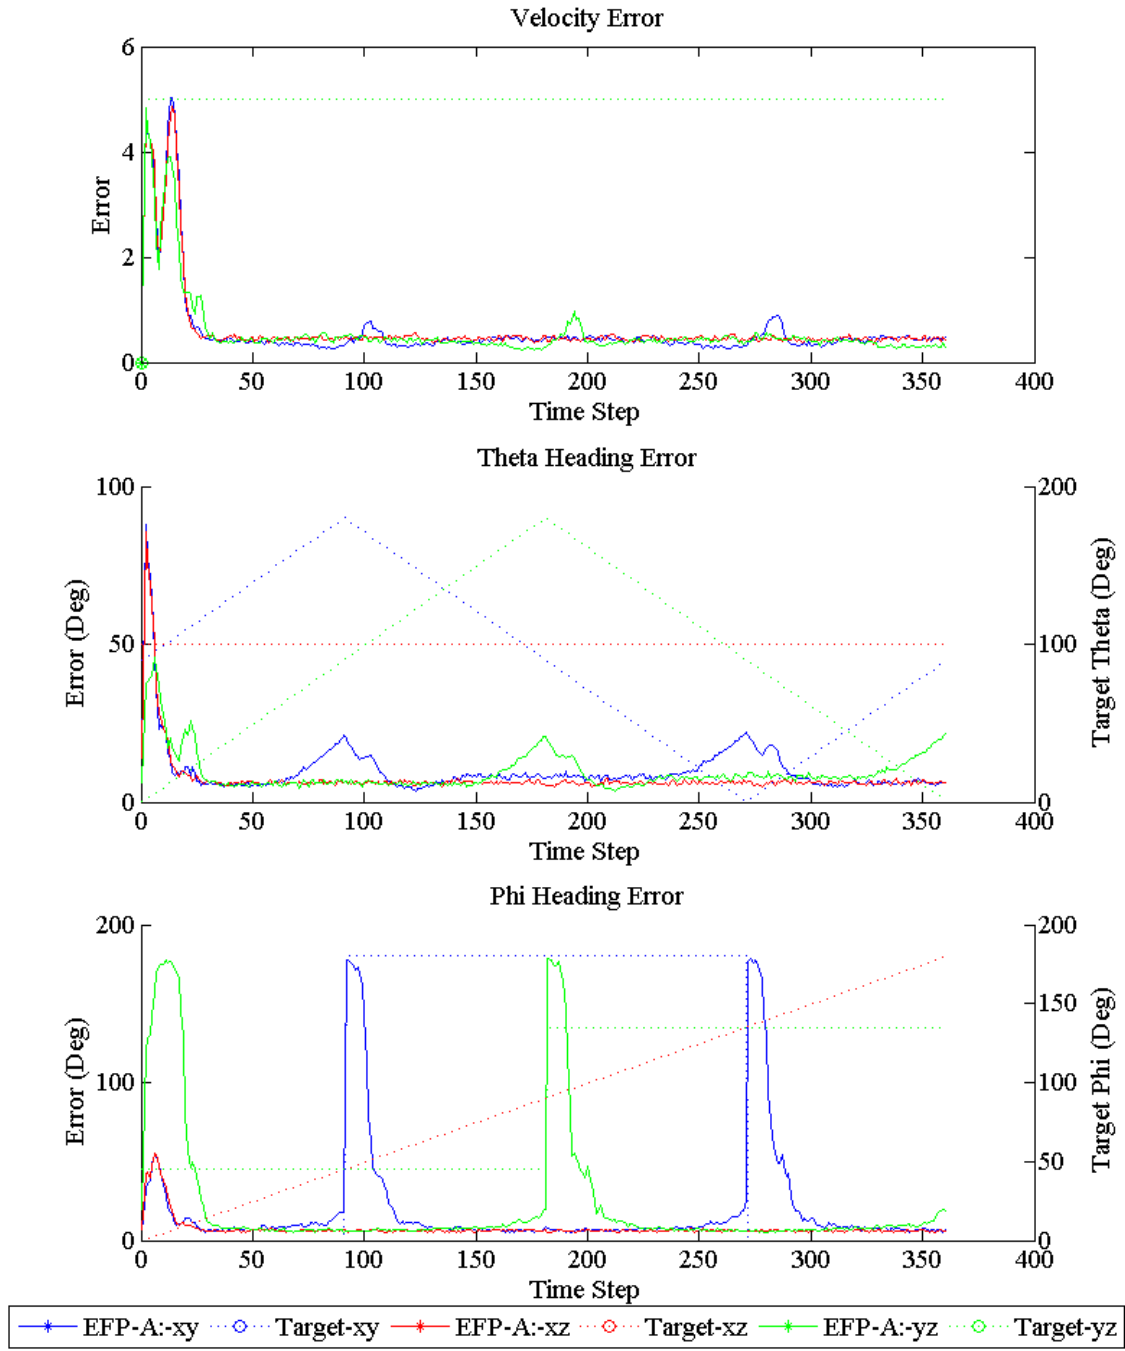 Velocity Error
6
4
2
0
Error
0 50 100 150 200 250 300 350 400
Time Step
Theta Heading Error
100 200
50 100
0 0
Error (Deg)
Target Theta (Deg)
0 50 100 150 200 250 300 350 400
Time Step
Phi Heading Error
200 200
150
100 100
50
0 0
Error (Deg)
Target Phi (Deg)
0 50 100 150 200 250 300 350 400
Time Step
EFP-A:-xy Target-xy EFP-A:-xz Target-xz EFP-A:-yz Target-yz